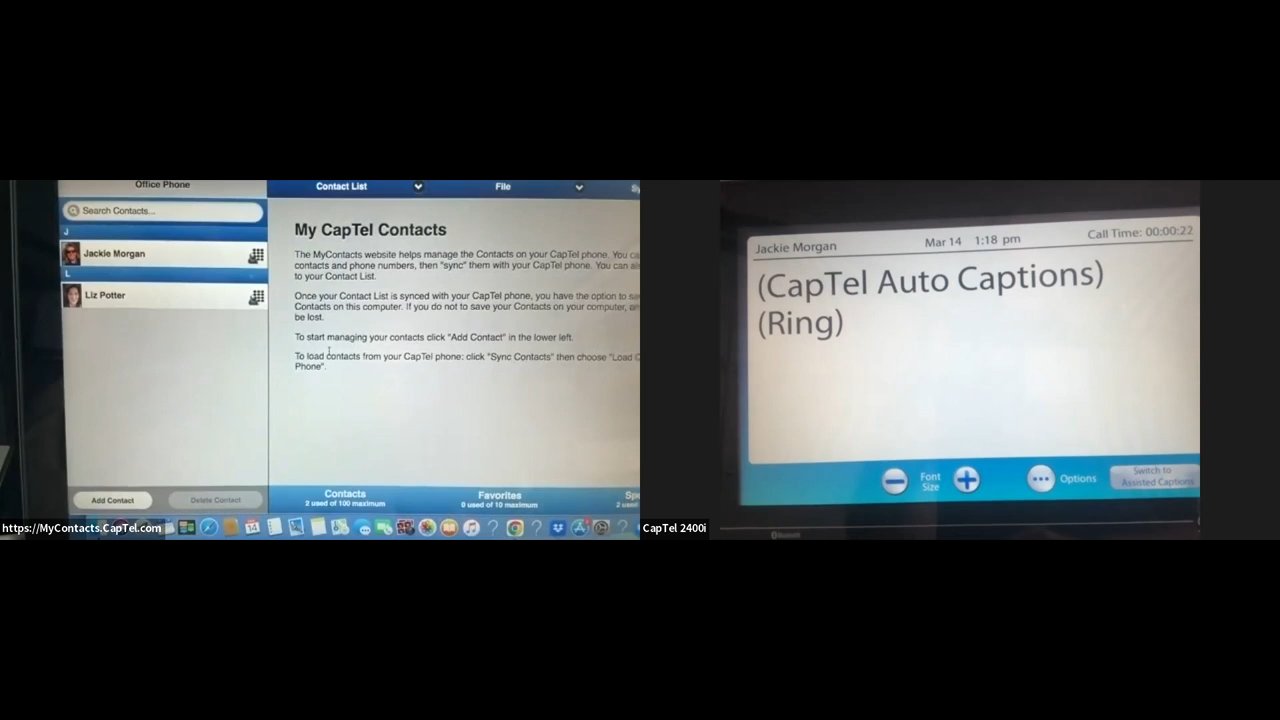 Office Phone
Contact List
File
Search Contacts...
J
Jackie Morgan
L
Liz Potter
My CapTel Contacts
The MyContacts website helps manage the Contacts on your CapTel phone. You
contacts and phone numbers, then "sync" them with your CapTel phone. You can
to your Contact List.
Once your Contact List is synced with your CapTel phone, you have the option to
Contacts on this computer. If you do not to save your Contacts on your computer,
be lost.
To start managing your contacts click "Add Contact" in the lower left.
To load contacts from your CapTel phone: click "Sync Contacts" then choose "Load
Phone".
Add Contact
Delete Contact
Contacts
2 used of 100 maximum
Favorites
0 used of 10 maximum
14
https://MyContacts.CapTel.com
Jackie Morgan
Mar 14 1:18 pm
Call Time: 00:00:22
(CapTel Auto Captions)
(Ring)
Font
Size
Options
Switch to
Assisted Captions
Bluetooth
CapTel 2400i